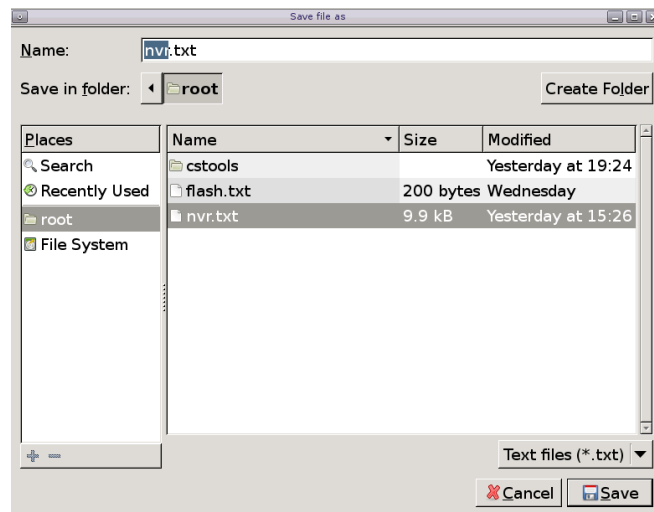 Save file as
Name: nvr.txt
Save in folder: root Create Folder
Places Name Size Modified
Search cstools Yesterday at 19:24
Recently Used flash.txt 200 bytes Wednesday
root nvr.txt 9.9 kB Yesterday at 15:26
File System
Text files (*.txt)
Cancel Save